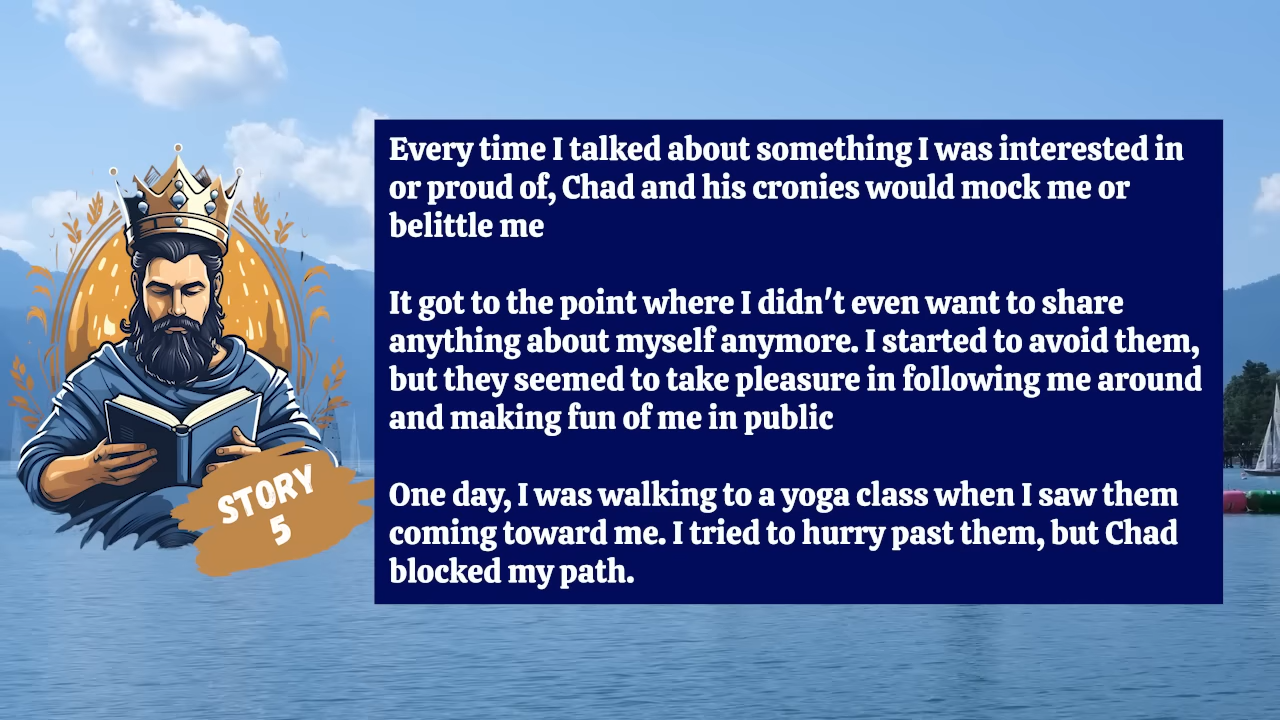 Every time I talked about something I was interested in
or proud of, Chad and his cronies would mock me or
belittle me
It got to the point where I didn't even want to share
anything about myself anymore. I started to avoid them,
but they seemed to take pleasure in following me around
and making fun of me in public
One day, I was walking to a yoga class when I saw them
coming toward me. I tried to hurry past them, but Chad
blocked my path.
STORY
5